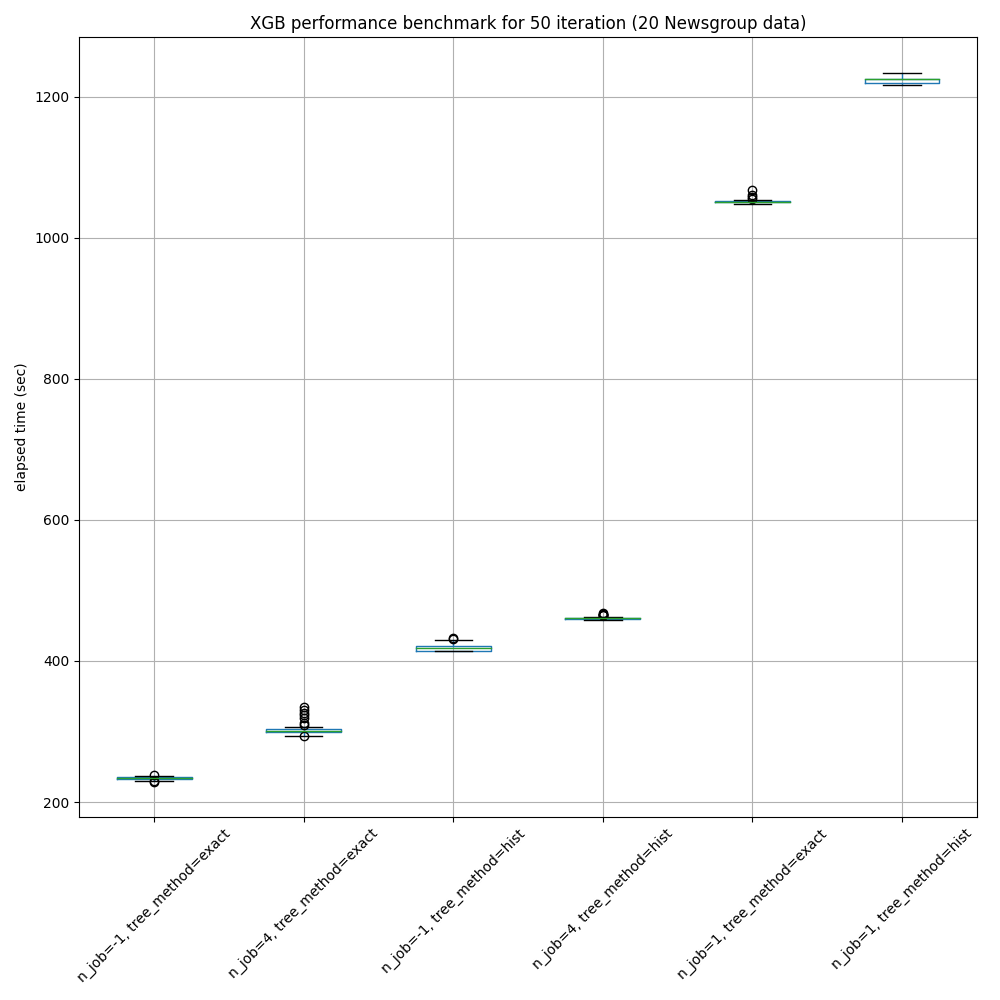 XGB performance benchmark for 50 iteration (20 Newsgroup data)
1200
1000
800
600
400
200
elapsed time (sec)
n_job=-1, tree_method=exact
n_job=4, tree_method=exact
n_job=-1, tree_method=hist
n_job=4, tree_method=hist
n_job=1, tree_method=exact
n_job=1, tree_method=hist